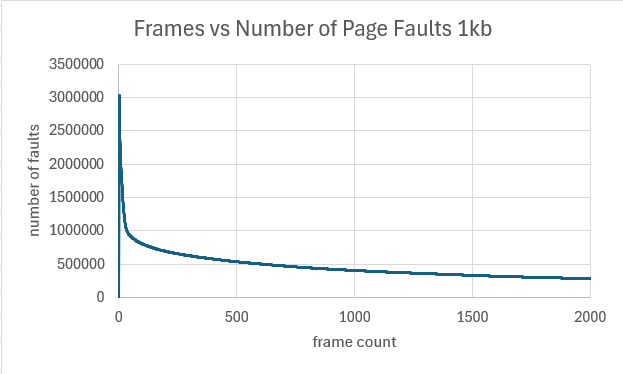 Frames vs Number of Page Faults 1kb
3500000
3000000
2500000
2000000
1500000
1000000
500000
0
number of faults
0 500 1000 1500 2000
frame count